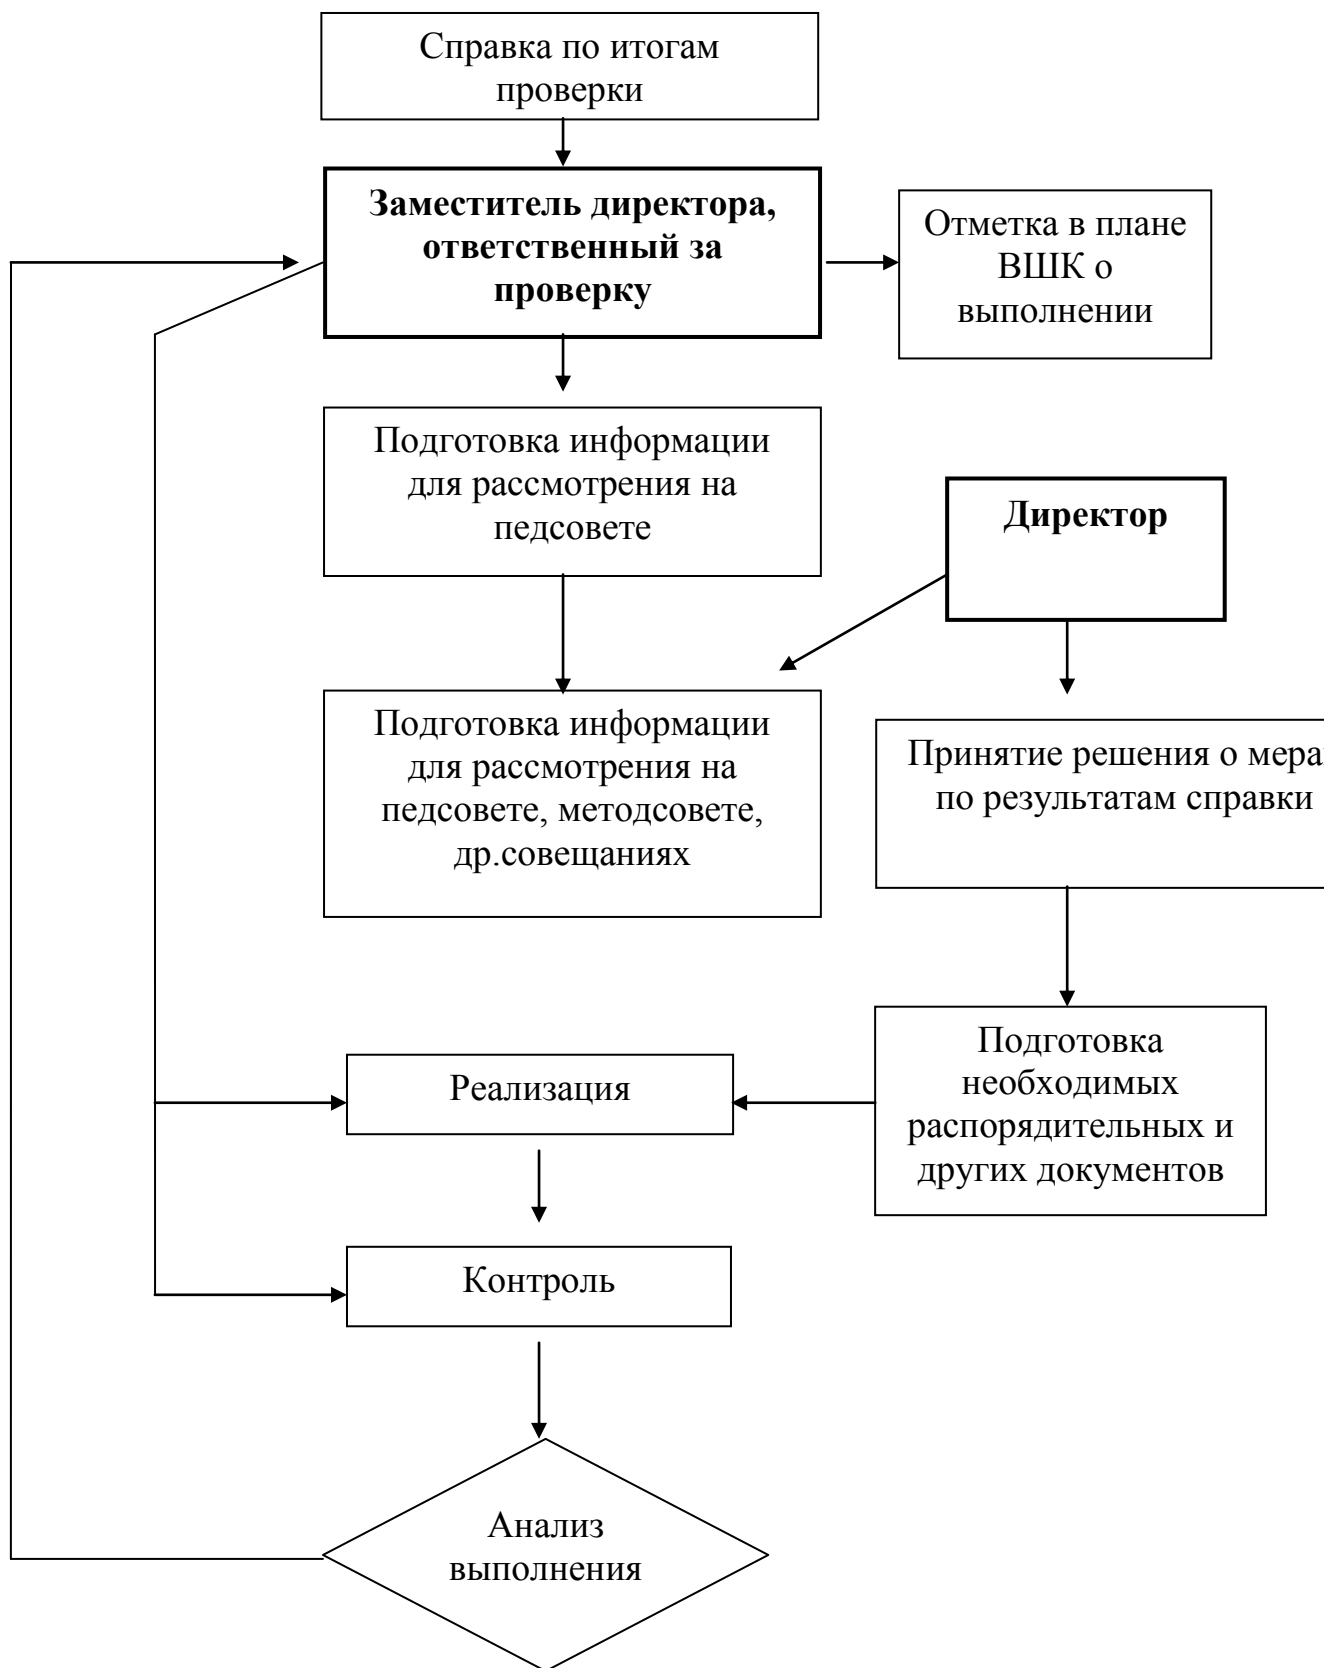 Справка по итогам
проверки
Заместитель директора,
ответственный за
проверку
Отметка в плане
ВШК о
выполнении
Подготовка информации
для рассмотрения на
педсовете
Директор
Подготовка информации
для рассмотрения на
педсовете, методсовете,
др.совещаниях
Принятие решения о мерах
по результатам справки
Подготовка
необходимых
распорядительных и
других документов
Реализация
Контроль
Анализ
выполнения